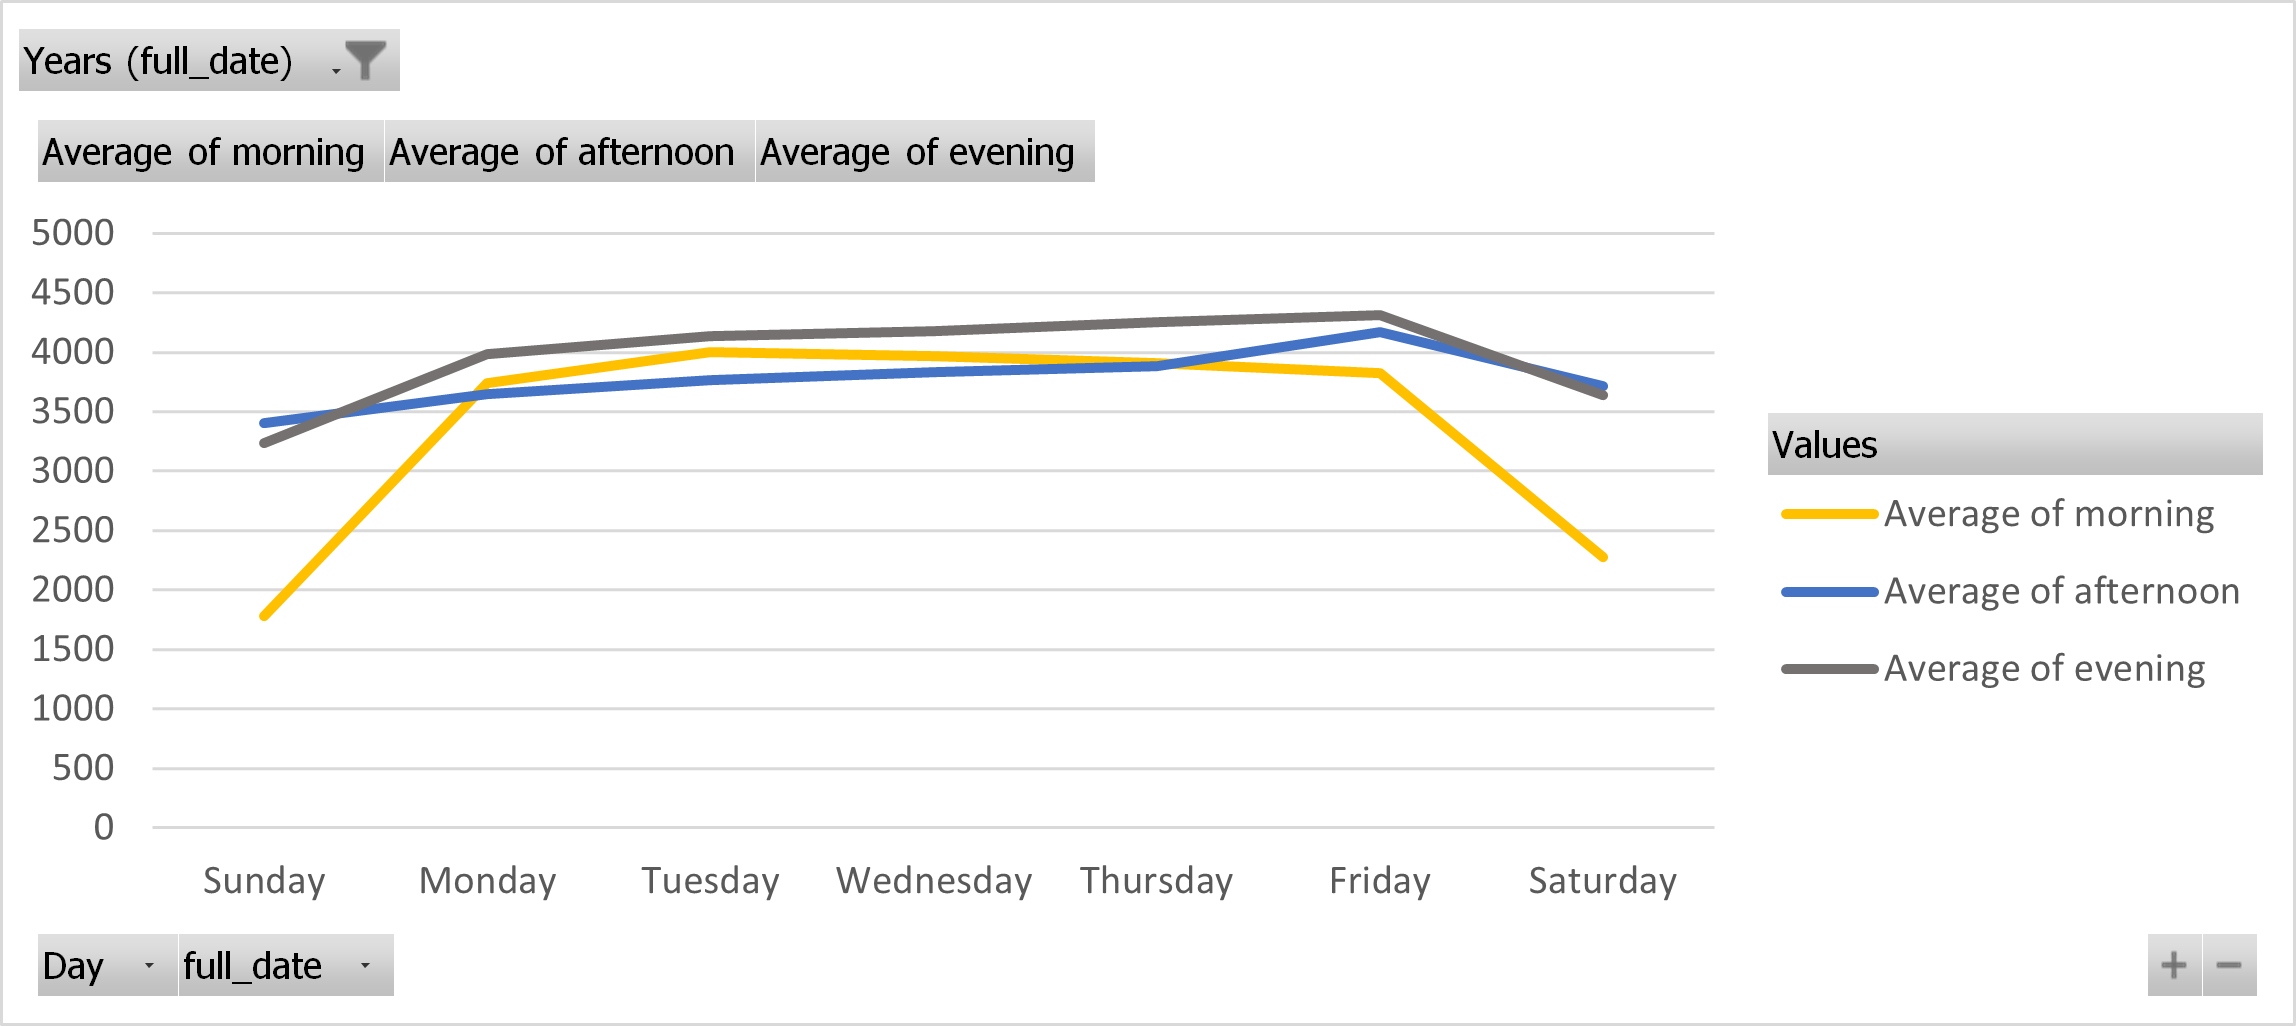 Years (full_date)
Average of morning Average of afternoon Average of evening
5000
4500
4000
3500
3000
2500
2000
1500
1000
500
0
Sunday Monday Tuesday Wednesday Thursday Friday Saturday
Values
Average of morning
Average of afternoon
Average of evening
Day full_date
+ −